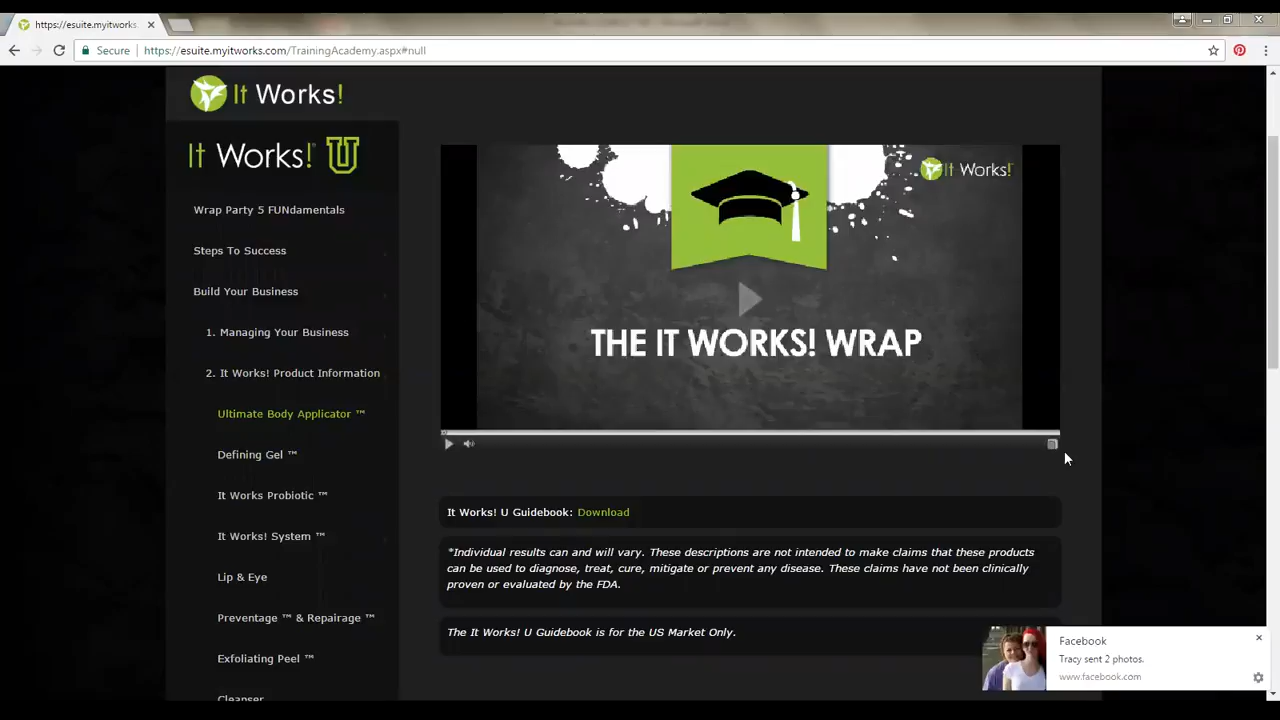 https://esuite.myitworks
Secure
https://esuite.myitworks.com/TrainingAcademy.aspx#null
It Works!
It Works! U
Wrap Party 5 FUNdamentals
Steps To Success
Build Your Business
1. Managing Your Business
2. It Works! Product Information
Ultimate Body Applicator ™
Defining Gel ™
It Works Probiotic ™
It Works! System ™
Lip & Eye
Preventage ™ & Repairage ™
Exfoliating Peel ™
Cleanser
It Works!
THE IT WORKS! WRAP
It Works! U Guidebook: Download
*Individual results can and will vary. These descriptions are not intended to make claims that these products
can be used to diagnose, treat, cure, mitigate or prevent any disease. These claims have not been clinically
proven or evaluated by the FDA.
The It Works! U Guidebook is for the US Market Only.
Facebook
Tracy sent 2 photos.
www.facebook.com